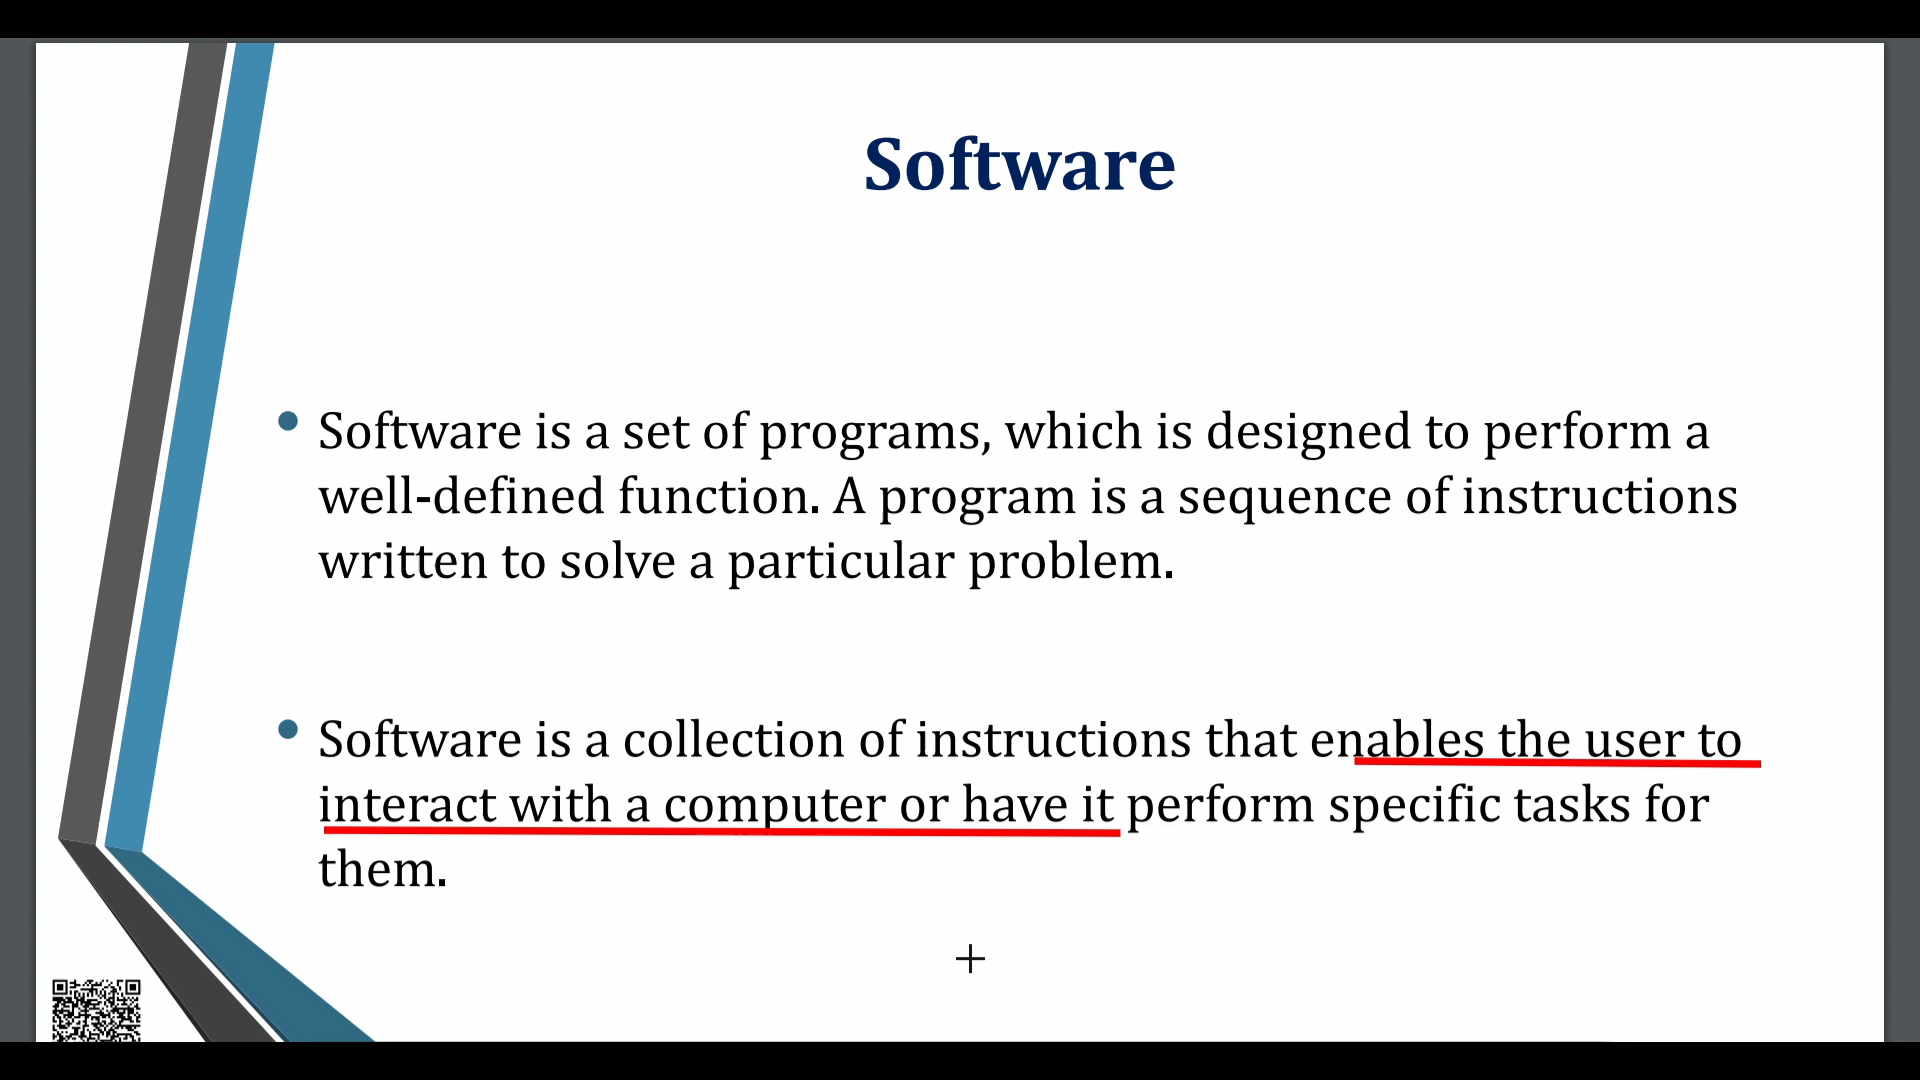 Software
• Software is a set of programs, which is designed to perform a
well-defined function. A program is a sequence of instructions
written to solve a particular problem.
• Software is a collection of instructions that enables the user to
interact with a computer or have it perform specific tasks for
them.